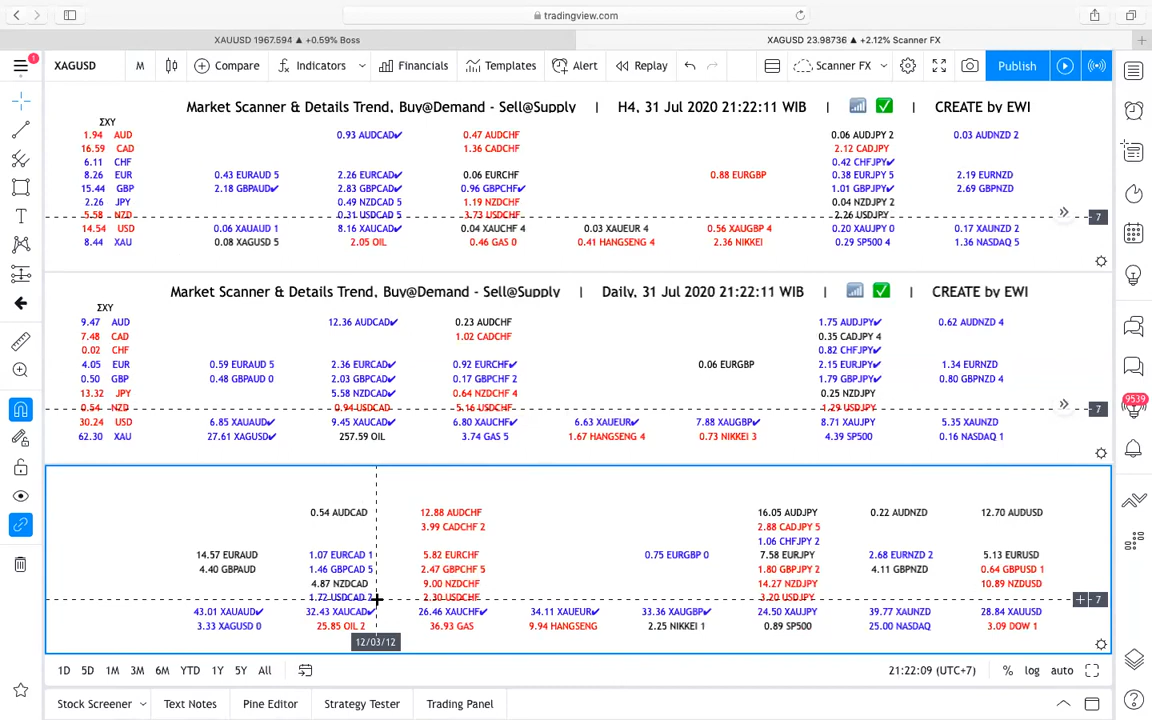 tradingview.com
XAUUSD 1967.694 ▲ +0.59% Boss
XAGUSD 23.98736 ▲ +2.12% Scanner FX
1 XAGUSD M Compare Indicators Financials Templates Alert Replay Scanner FX Publish
Market Scanner & Details Trend, Buy@Demand - Sell@Supply | H4, 31 Jul 2020 21:22:11 WIB | 📶 ✅ | CREATE by EWI
ΣXY
1.94 AUD 0.93 AUDCAD✔ 0.47 AUDCHF 0.06 AUDJPY 2 0.03 AUDNZD 2
16.59 CAD 1.36 CADCHF 2.12 CADJPY
6.11 CHF 0.42 CHFJPY✔
8.26 EUR 0.43 EURAUD 5 2.26 EURCAD✔ 0.06 EURCHF 0.88 EURGBP 0.38 EURJPY 5 2.19 EURNZD
15.44 GBP 2.18 GBPAUD✔ 2.83 GBPCAD✔ 0.96 GBPCHF✔ 1.01 GBPJPY✔ 2.69 GBPNZD
2.26 JPY 0.49 NZDCAD 5 1.19 NZDCHF 0.04 NZDJPY 2
5.58 NZD 0.31 USDCAD 5 3.73 USDCHF 2.26 USDJPY 7
14.54 USD 0.06 XAUAUD 1 8.16 XAUCAD✔ 0.04 XAUCHF 4 0.03 XAUEUR 4 0.56 XAUGBP 4 0.20 XAUJPY 0 0.17 XAUNZD 2
8.44 XAU 0.08 XAGUSD 5 2.05 OIL 0.46 GAS 0 0.41 HANGSENG 4 2.36 NIKKEI 0.29 SP500 4 1.36 NASDAQ 5
Market Scanner & Details Trend, Buy@Demand - Sell@Supply | Daily, 31 Jul 2020 21:22:11 WIB | 📶 ✅ | CREATE by EWI
ΣXY
9.47 AUD 12.36 AUDCAD✔ 0.23 AUDCHF 1.75 AUDJPY✔ 0.62 AUDNZD 4
7.48 CAD 1.02 CADCHF 0.35 CADJPY 4
0.02 CHF 0.82 CHFJPY✔
4.05 EUR 0.59 EURAUD 5 2.36 EURCAD✔ 0.92 EURCHF✔ 0.06 EURGBP 2.15 EURJPY✔ 1.34 EURNZD
0.50 GBP 0.48 GBPAUD 0 2.03 GBPCAD✔ 0.17 GBPCHF 2 1.79 GBPJPY✔ 0.80 GBPNZD 4
13.32 JPY 5.58 NZDCAD✔ 0.64 NZDCHF 4 0.25 NZDJPY
0.54 NZD 0.94 USDCAD 5.16 USDCHF 1.29 USDJPY 7
30.24 USD 6.85 XAUAUD✔ 9.45 XAUCAD✔ 6.80 XAUCHF✔ 6.63 XAUEUR✔ 7.88 XAUGBP✔ 8.71 XAUJPY 5.35 XAUNZD
62.30 XAU 27.61 XAGUSD✔ 257.59 OIL 3.74 GAS 5 1.67 HANGSENG 4 0.73 NIKKEI 3 4.39 SP500 0.16 NASDAQ 1
9539
0.54 AUDCAD 12.88 AUDCHF 16.05 AUDJPY 0.22 AUDNZD 12.70 AUDUSD
3.99 CADCHF 2 2.88 CADJPY 5
1.06 CHFJPY 2
14.57 EURAUD 1.07 EURCAD 1 5.82 EURCHF 0.75 EURGBP 0 7.58 EURJPY 2.68 EURNZD 2 5.13 EURUSD
4.40 GBPAUD 1.46 GBPCAD 5 2.47 GBPCHF 5 1.80 GBPJPY 2 4.11 GBPNZD 0.64 GBPUSD 1
4.87 NZDCAD 9.00 NZDCHF 14.27 NZDJPY 10.89 NZDUSD
1.72 USDCAD 2 2.30 USDCHF 3.20 USDJPY 7
43.01 XAUAUD✔ 32.43 XAUCAD✔ 26.46 XAUCHF✔ 34.11 XAUEUR✔ 33.36 XAUGBP✔ 24.50 XAUJPY 39.77 XAUNZD 28.84 XAUUSD
3.33 XAGUSD 0 25.85 OIL 2 36.93 GAS 9.94 HANGSENG 2.25 NIKKEI 1 0.89 SP500 25.00 NASDAQ 3.09 DOW 1
12/03/12
1D 5D 1M 3M 6M YTD 1Y 5Y All 21:22:09 (UTC+7) % log auto
Stock Screener Text Notes Pine Editor Strategy Tester Trading Panel